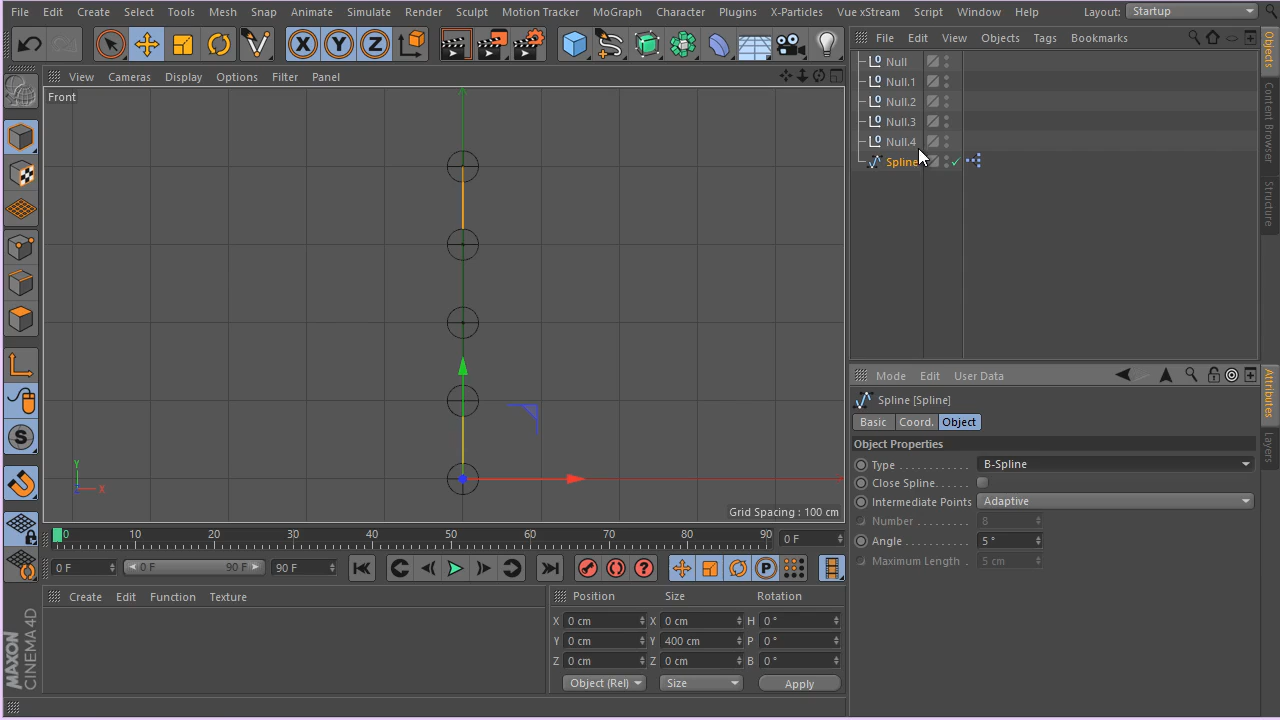 File Edit Create Select Tools Mesh Snap Animate Simulate Render Sculpt Motion Tracker MoGraph Character Plugins X-Particles Vue xStream Script Window Help Layout: Startup
X Y Z
File Edit View Objects Tags Bookmarks
Null
Null.1
Null.2
Null.3
Null.4
Spline
Objects
Content Browser
Structure
View Cameras Display Options Filter Panel
Front
Y
X
Grid Spacing : 100 cm
0 10 20 30 40 50 60 70 80 90 0 F
0 F 0 F 90 F 90 F
Create Edit Function Texture
MAXON
CINEMA 4D
Position Size Rotation
X 0 cm X 0 cm H 0 °
Y 0 cm Y 400 cm P 0 °
Z 0 cm Z 0 cm B 0 °
Object (Rel) Size Apply
Mode Edit User Data
Spline [Spline]
Basic Coord. Object
Object Properties
Type . . . . . . . . . . . B-Spline
Close Spline. . . . . . .
Intermediate Points Adaptive
Number . . . . . . . . . 8
Angle . . . . . . . . . . 5 °
Maximum Length . 5 cm
Attributes
Layers